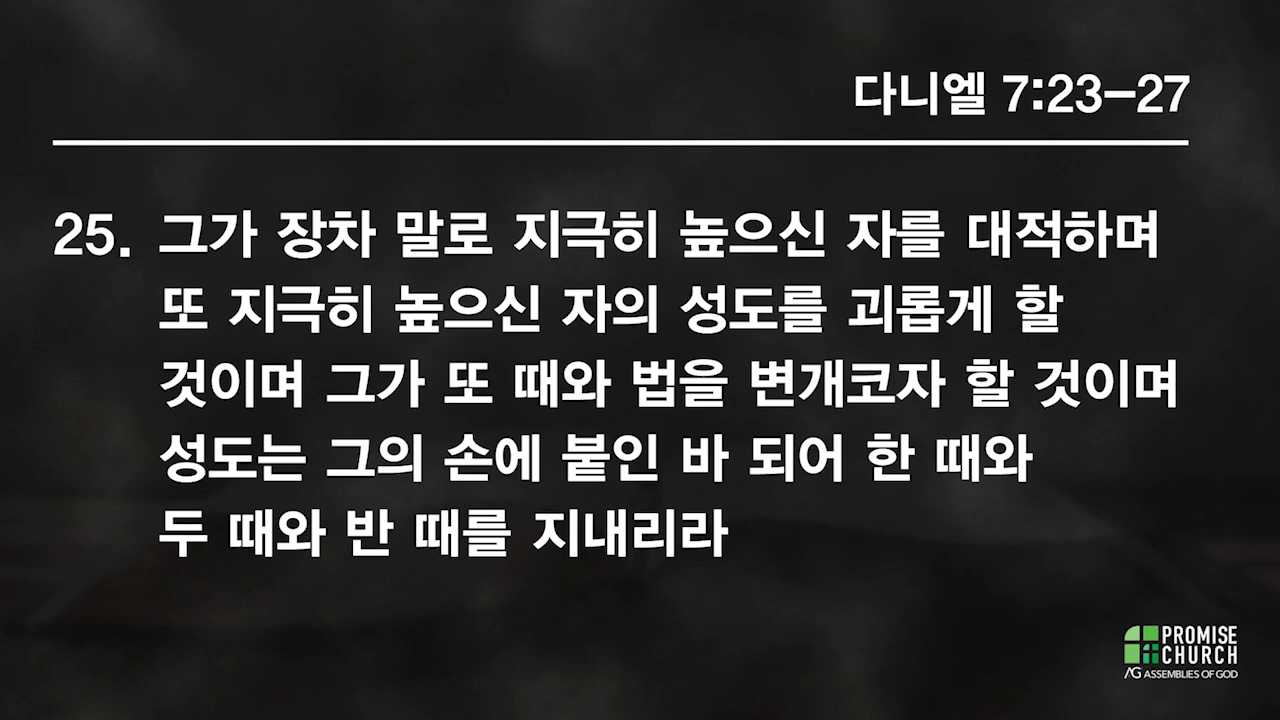 다니엘 7:23-27
25. 그가 장차 말로 지극히 높으신 자를 대적하며
또 지극히 높으신 자의 성도를 괴롭게 할
것이며 그가 또 때와 법을 변개코자 할 것이며
성도는 그의 손에 붙인 바 되어 한 때와
두 때와 반 때를 지내리라
PROMISE
CHURCH
AG ASSEMBLIES OF GOD